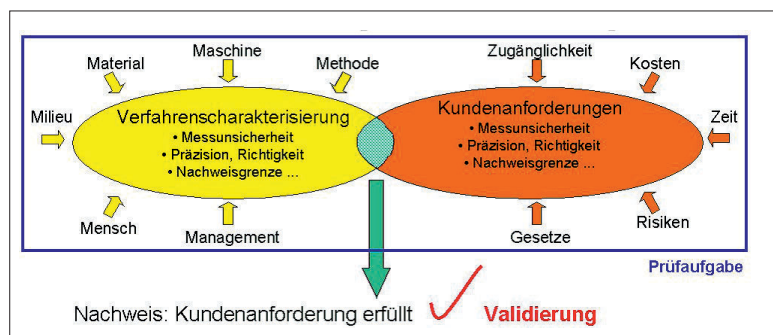 Maschine
Material
Methode
Milieu
Verfahrenscharakterisierung
• Messunsicherheit
• Präzision, Richtigkeit
• Nachweisgrenze ...
Mensch
Management
Zugänglichkeit
Kosten
Zeit
Kundenanforderungen
• Messunsicherheit
• Präzision, Richtigkeit
• Nachweisgrenze ...
Gesetze
Risiken
Prüfaufgabe
Nachweis: Kundenanforderung erfüllt Validierung